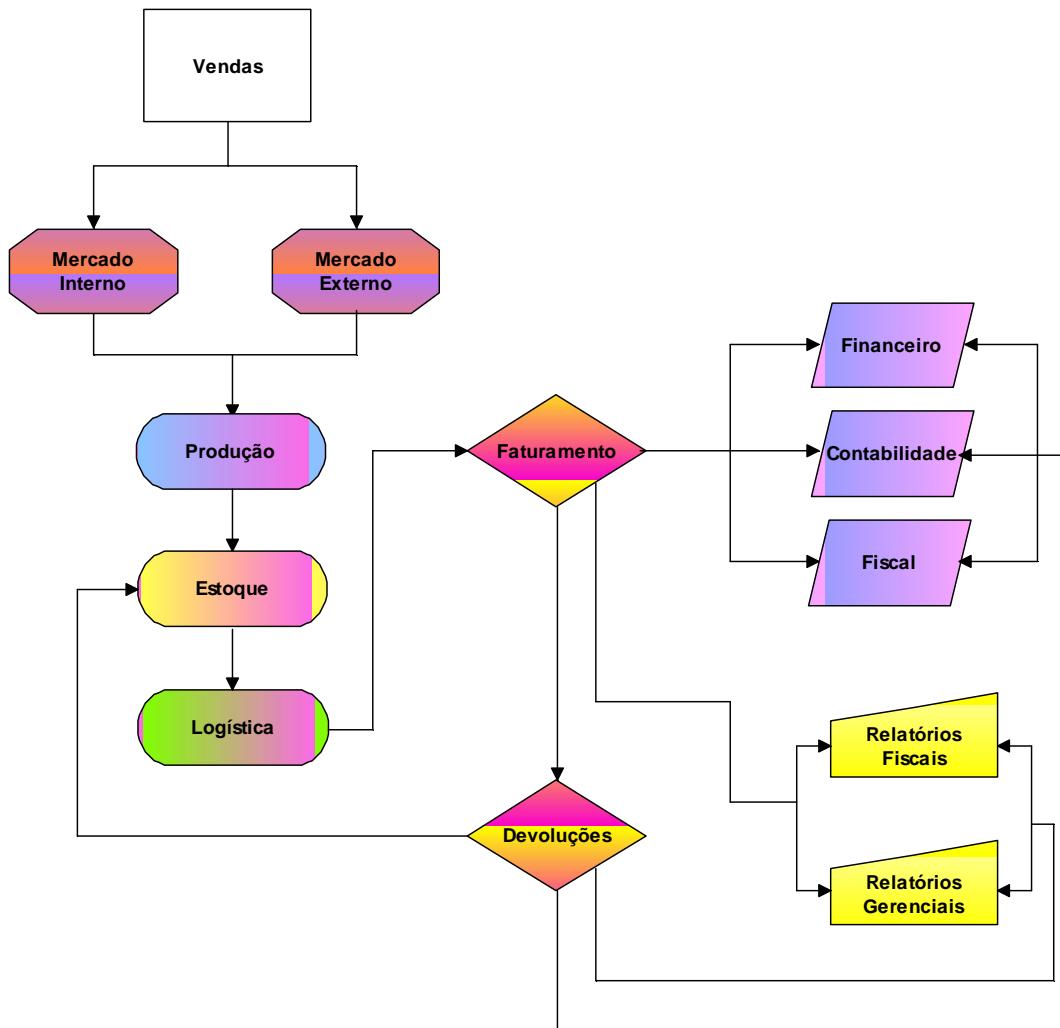 Vendas
Mercado
Interno
Mercado
Externo
Financeiro
Produção
Faturamento
Contabilidade
Estoque
Fiscal
Logística
Relatórios
Fiscais
Devoluções
Relatórios
Gerenciais